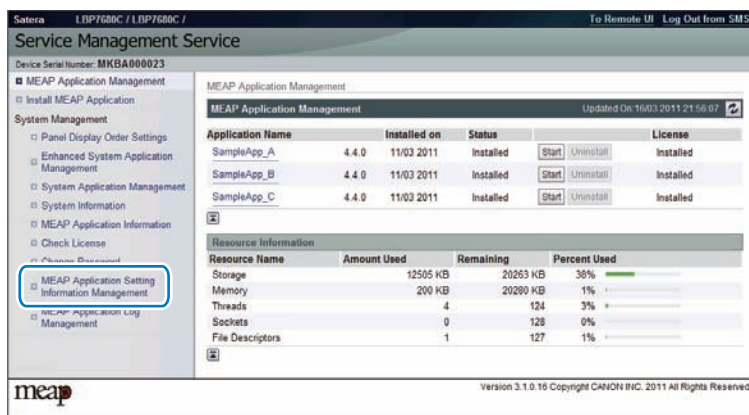 Satera LBP7680C / LBP7680C / To Remote UI Log Out from SMS
Service Management Service
Device Serial Number: MKBA000023
MEAP Application Management
Install MEAP Application
System Management
Panel Display Order Settings
Enhanced System Application
Management
System Application Management
System Information
MEAP Application Information
Check License
Change Password
MEAP Application Setting
Information Management
MEAP Application Log
Management
MEAP Application Management
MEAP Application Management Updated On:16/03 2011 21:56:07
Application Name Installed on Status License
SampleApp_A 4.4.0 11/03 2011 Installed Start Uninstall Installed
SampleApp_B 4.4.0 11/03 2011 Installed Start Uninstall Installed
SampleApp_C 4.4.0 11/03 2011 Installed Start Uninstall Installed
Resource Information
Resource Name Amount Used Remaining Percent Used
Storage 12505 KB 20263 KB 38%
Memory 200 KB 20280 KB 1%
Threads 4 124 3%
Sockets 0 128 0%
File Descriptors 1 127 1%
meap
Version 3.1.0.16 Copyright CANON INC. 2011 All Rights Reserved